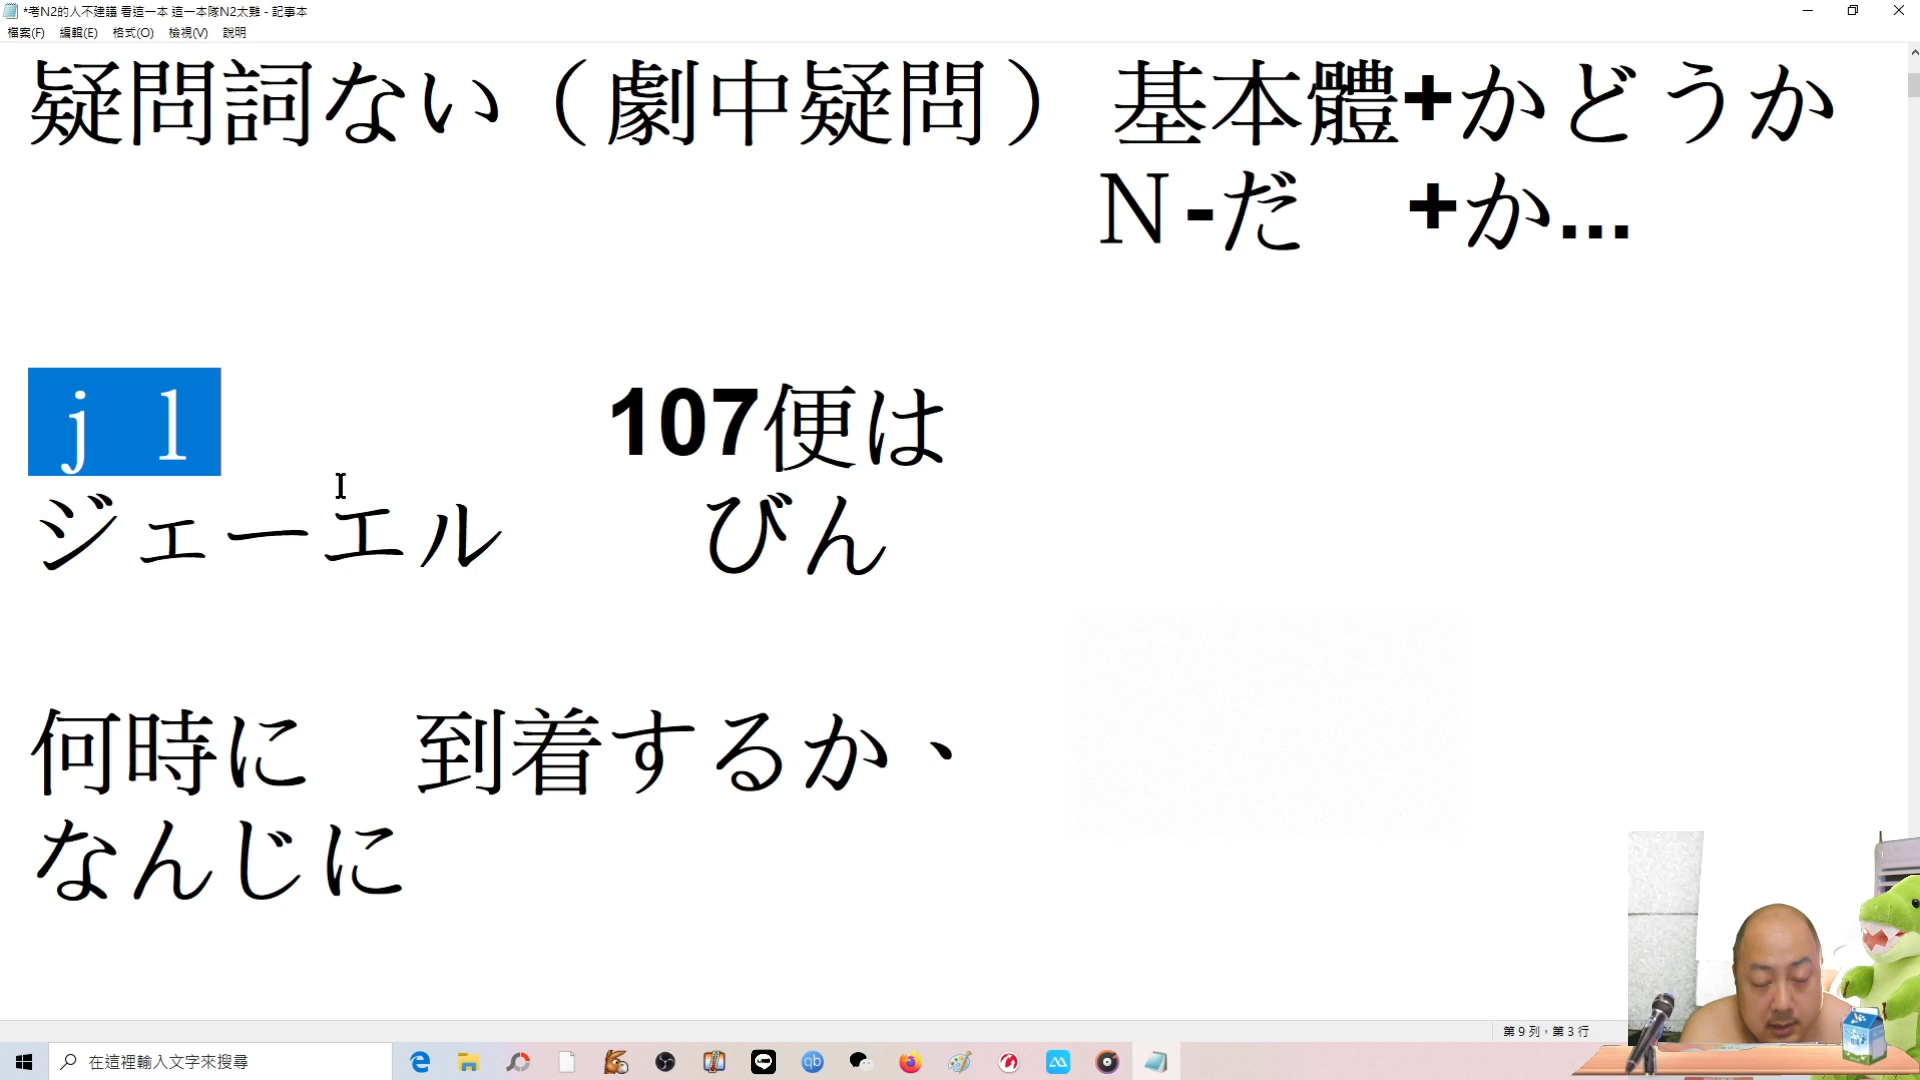 *考N2的人不建議 看這一本 這一本隊N2太難 - 記事本
檔案(F) 編輯(E) 格式(O) 檢視(V) 說明
疑問詞ない（劇中疑問） 基本體+かどうか
Ｎ-だ +か...
ｊｌ 107便は
ジェーエル びん
何時に 到着するか、
なんじに
第 9 列，第 3 行
在這裡輸入文字來搜尋